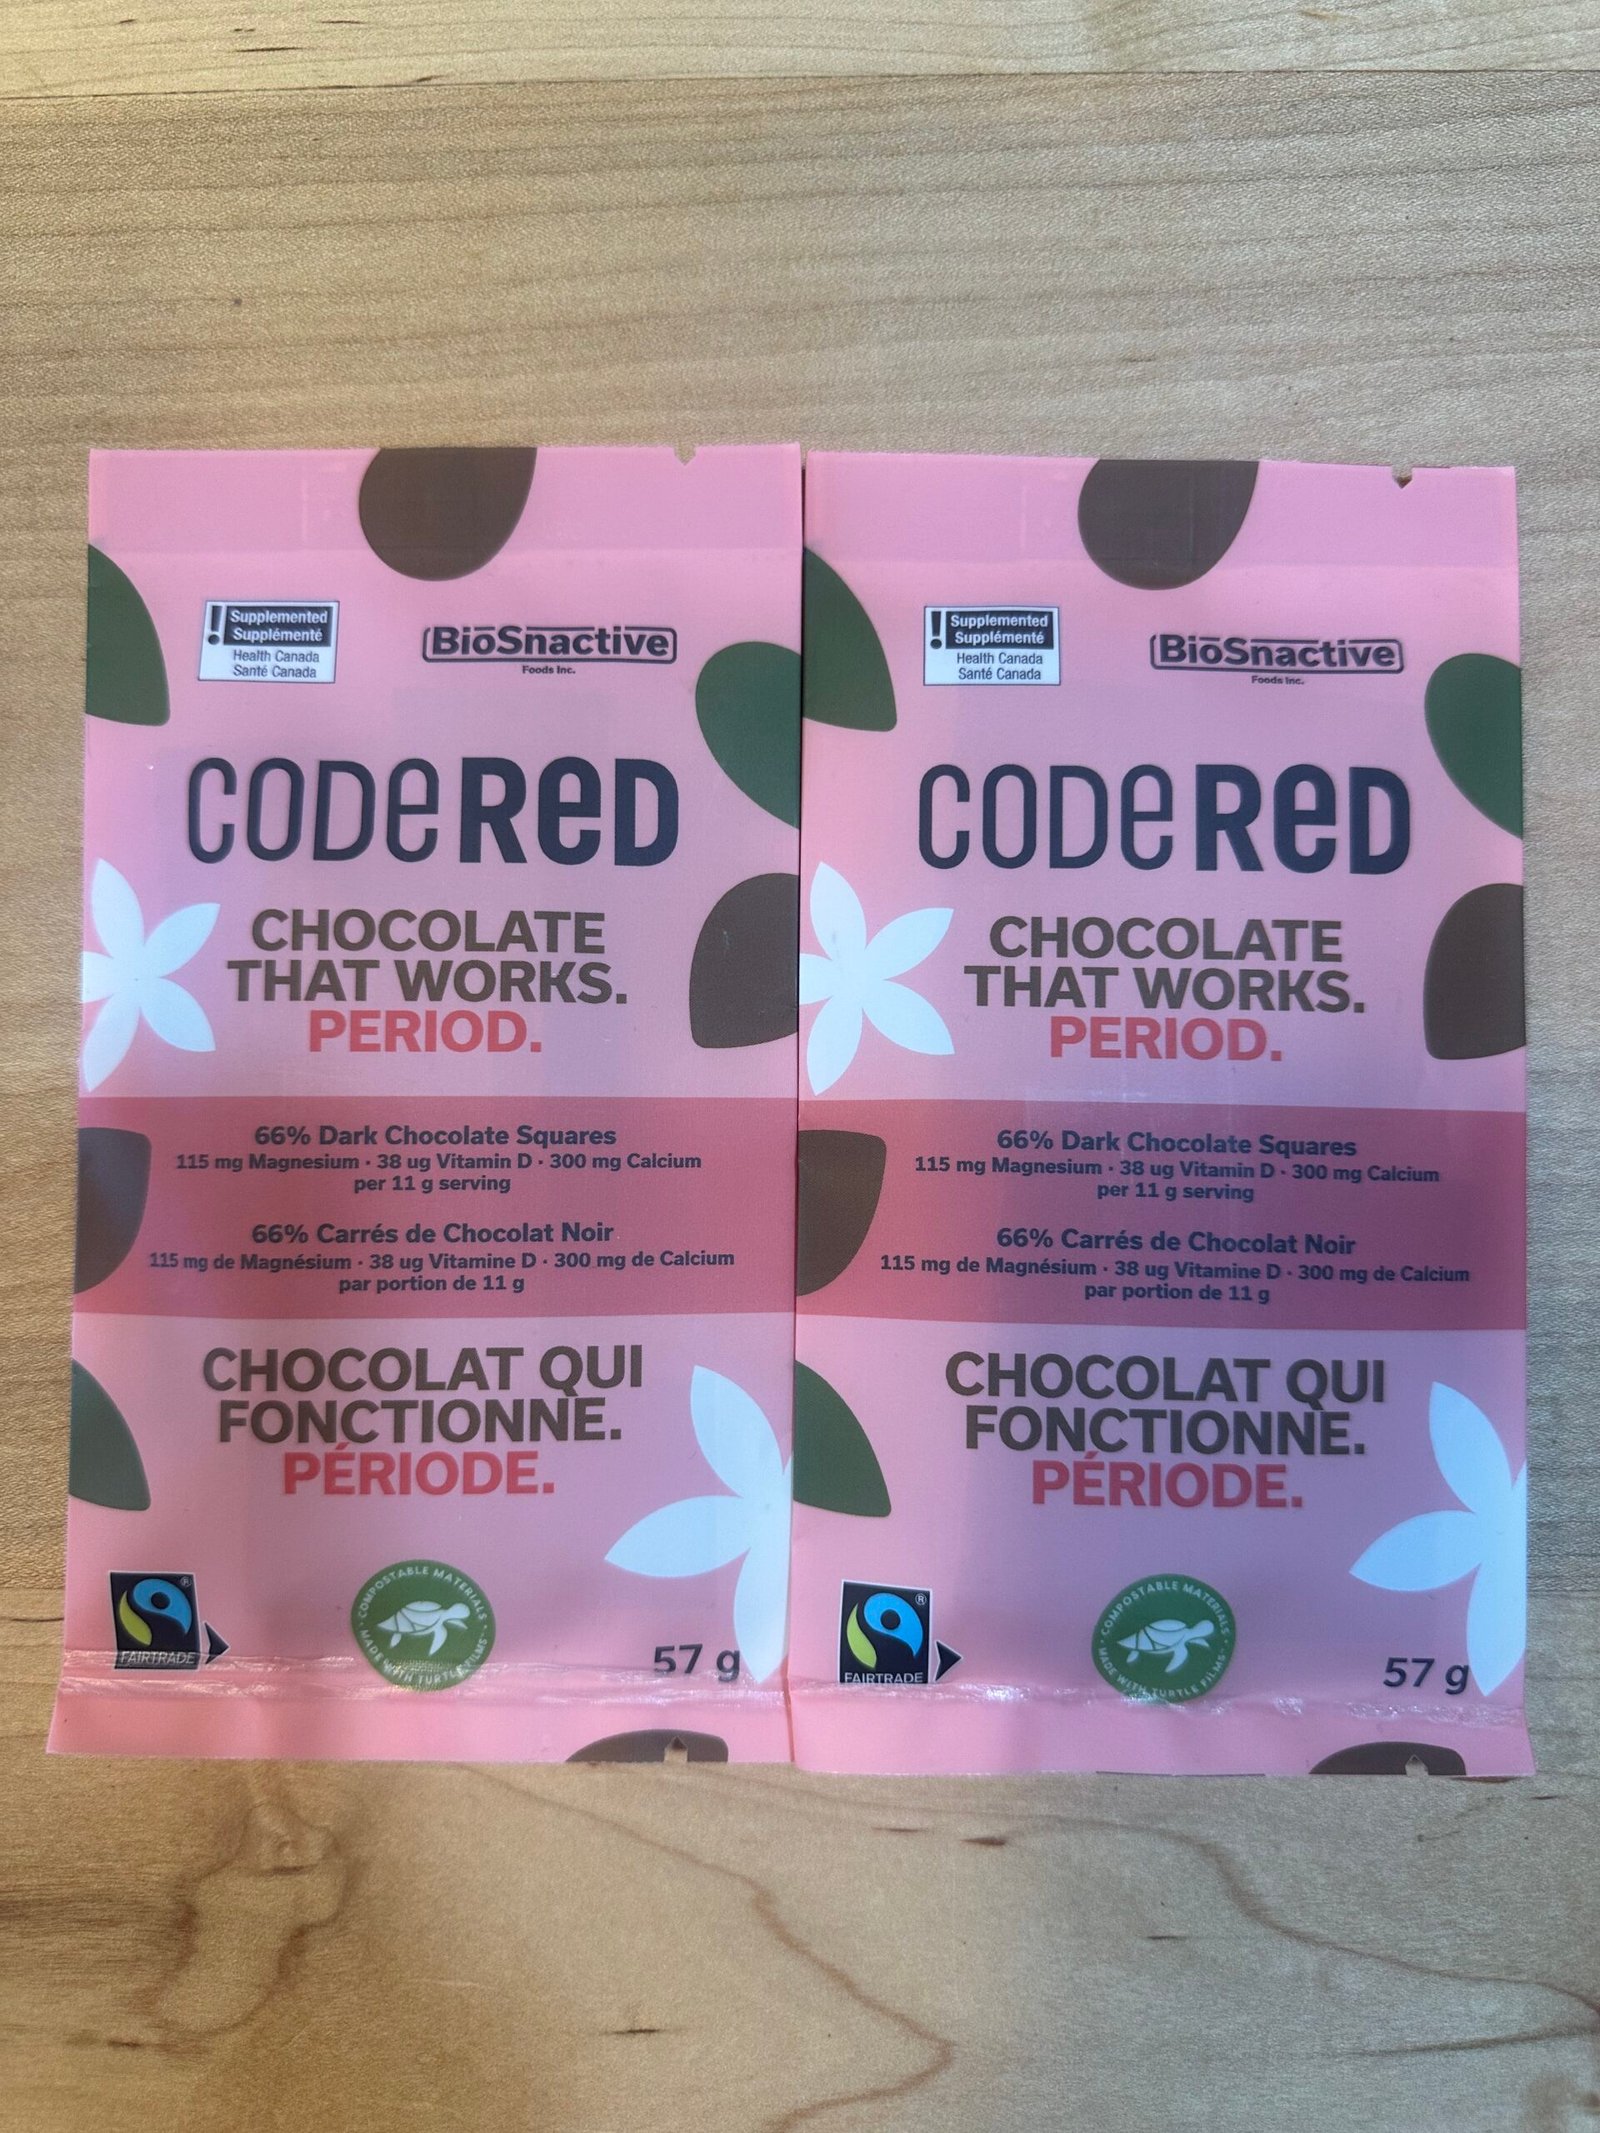 ! Supplemented
Supplémenté
Health Canada
Santé Canada
BiōSnactive
Foods Inc.
CODERED
CHOCOLATE
THAT WORKS.
PERIOD.
66% Dark Chocolate Squares
115 mg Magnesium · 38 ug Vitamin D · 300 mg Calcium
per 11 g serving
66% Carrés de Chocolat Noir
115 mg de Magnésium · 38 ug Vitamine D · 300 mg de Calcium
par portion de 11 g
CHOCOLAT QUI
FONCTIONNE.
PÉRIODE.
®
FAIRTRADE
COMPOSTABLE MATERIALS
MADE WITH TURTLE FILMS
57 g
! Supplemented
Supplémenté
Health Canada
Santé Canada
BiōSnactive
Foods Inc.
CODERED
CHOCOLATE
THAT WORKS.
PERIOD.
66% Dark Chocolate Squares
115 mg Magnesium · 38 ug Vitamin D · 300 mg Calcium
per 11 g serving
66% Carrés de Chocolat Noir
115 mg de Magnésium · 38 ug Vitamine D · 300 mg de Calcium
par portion de 11 g
CHOCOLAT QUI
FONCTIONNE.
PÉRIODE.
®
FAIRTRADE
COMPOSTABLE MATERIALS
MADE WITH TURTLE FILMS
57 g